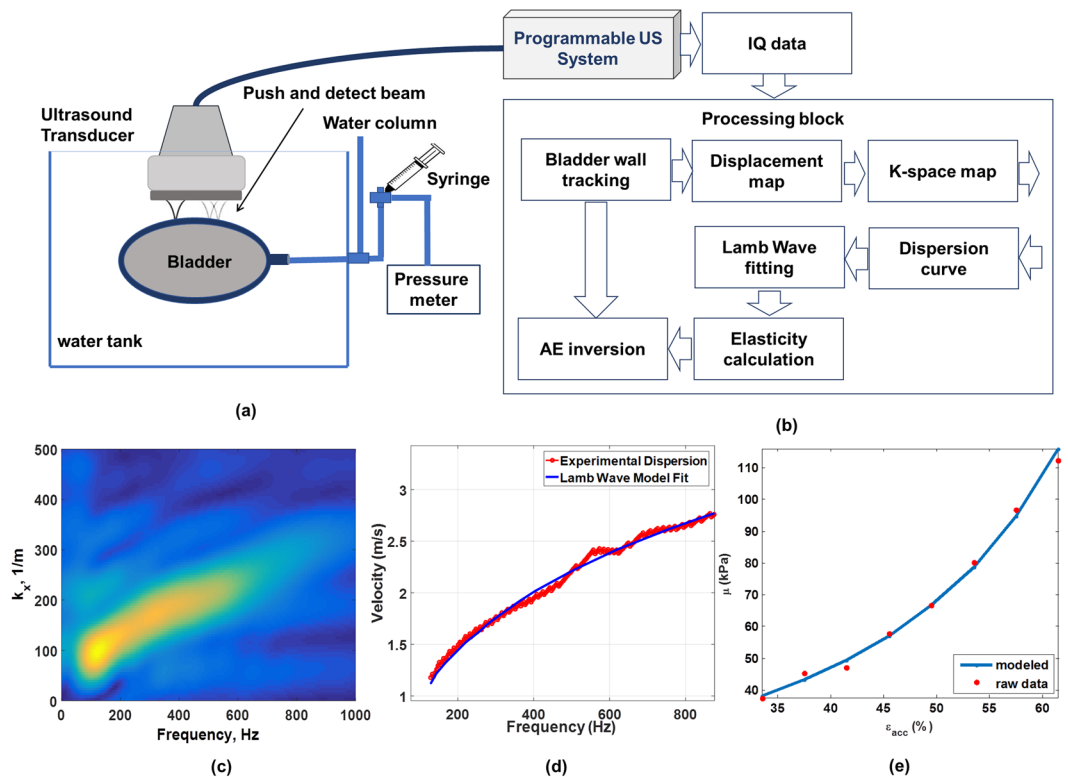 Programmable US
System
IQ data
Push and detect beam
Ultrasound
Transducer
Water column
Syringe
Bladder
Pressure
meter
water tank
(a)
Processing block
Bladder wall
tracking
Displacement
map
K-space map
Lamb Wave
fitting
Dispersion
curve
AE inversion
Elasticity
calculation
(b)
500
400
300
200
100
0
k_x, 1/m
0 200 400 600 800 1000
Frequency, Hz
(c)
Experimental Dispersion
Lamb Wave Model Fit
3
2.5
2
1.5
1
Velocity (m/s)
200 400 600 800
Frequency (Hz)
(d)
110
100
90
80
70
60
50
40
μ (kPa)
modeled
raw data
35 40 45 50 55 60
ε_acc (%)
(e)